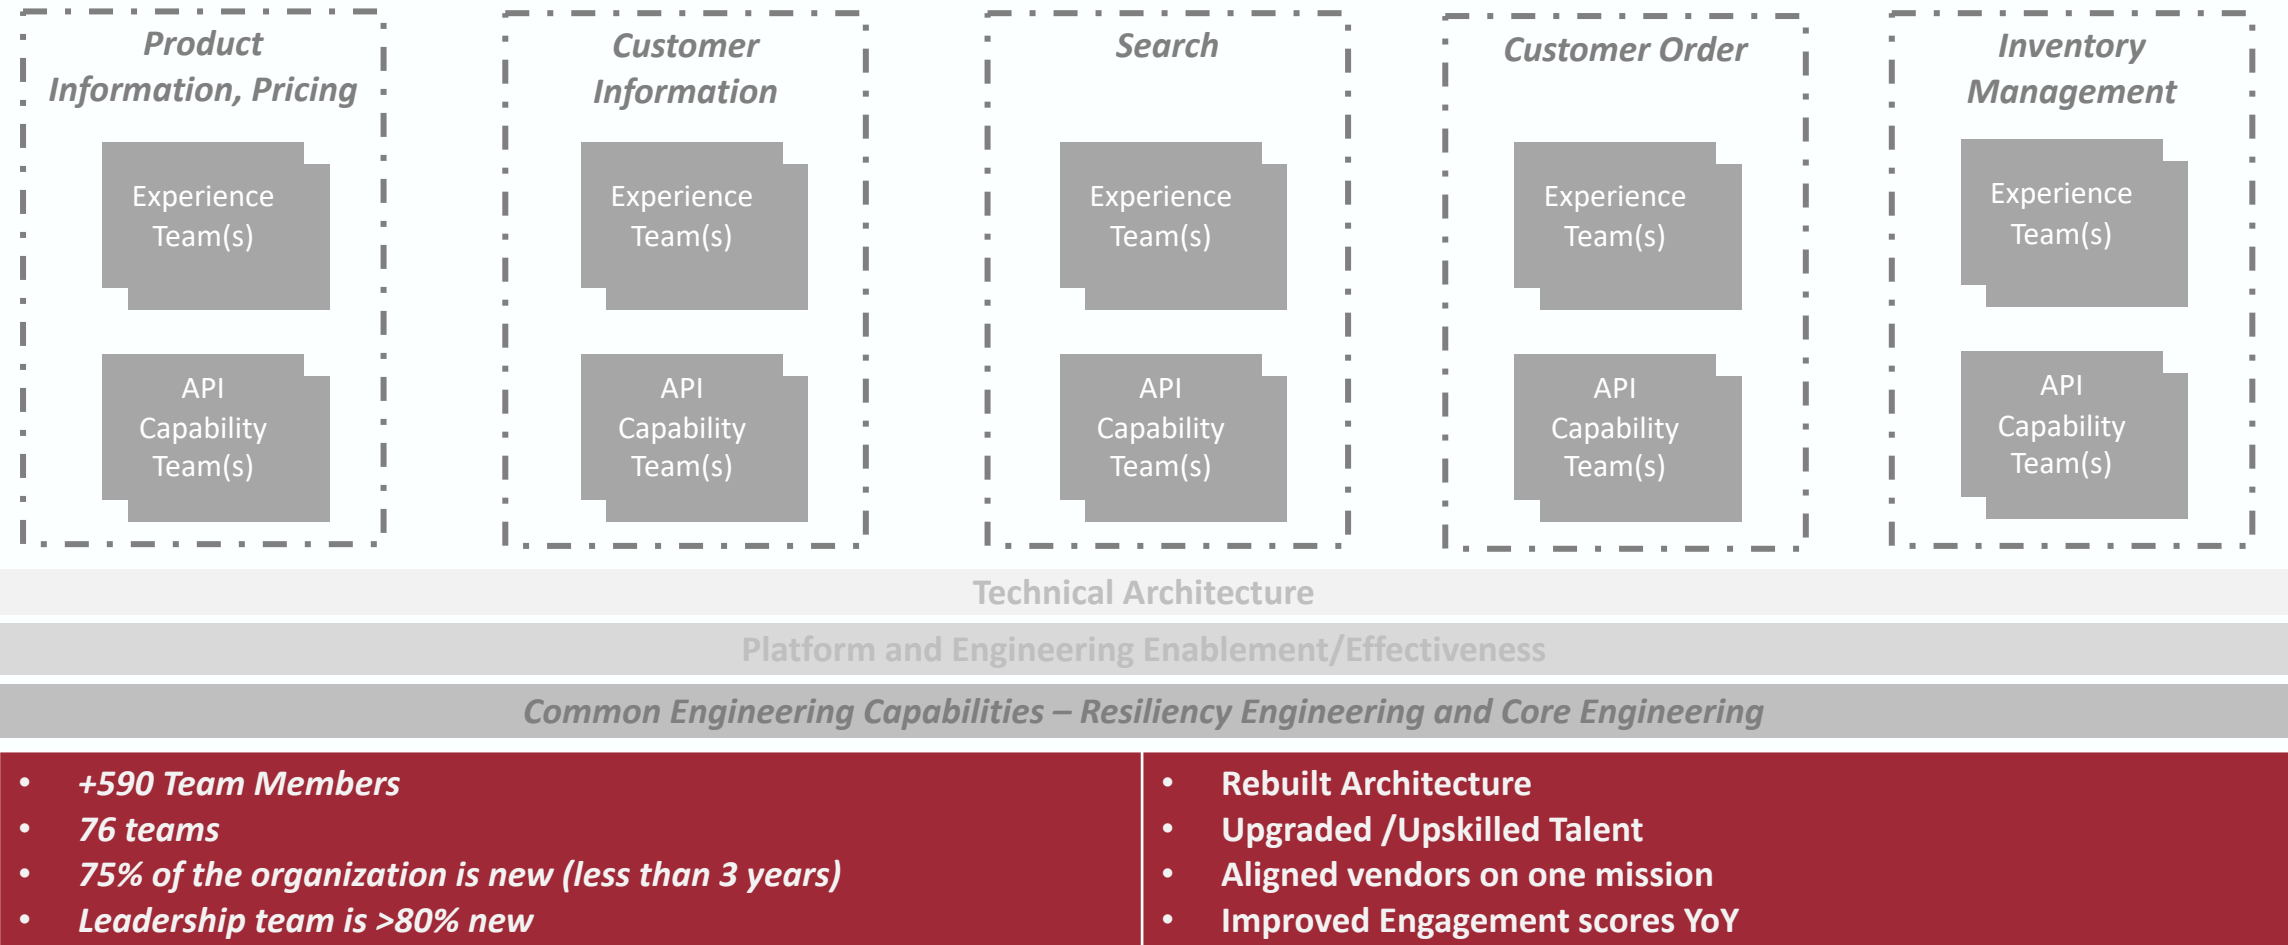 Product
Information, Pricing
Experience
Team(s)
API
Capability
Team(s)
Customer
Information
Experience
Team(s)
API
Capability
Team(s)
Search
Experience
Team(s)
API
Capability
Team(s)
Customer Order
Experience
Team(s)
API
Capability
Team(s)
Inventory
Management
Experience
Team(s)
API
Capability
Team(s)
Technical Architecture
Platform and Engineering Enablement/Effectiveness
Common Engineering Capabilities – Resiliency Engineering and Core Engineering
• +590 Team Members
• 76 teams
• 75% of the organization is new (less than 3 years)
• Leadership team is >80% new
• Rebuilt Architecture
• Upgraded /Upskilled Talent
• Aligned vendors on one mission
• Improved Engagement scores YoY